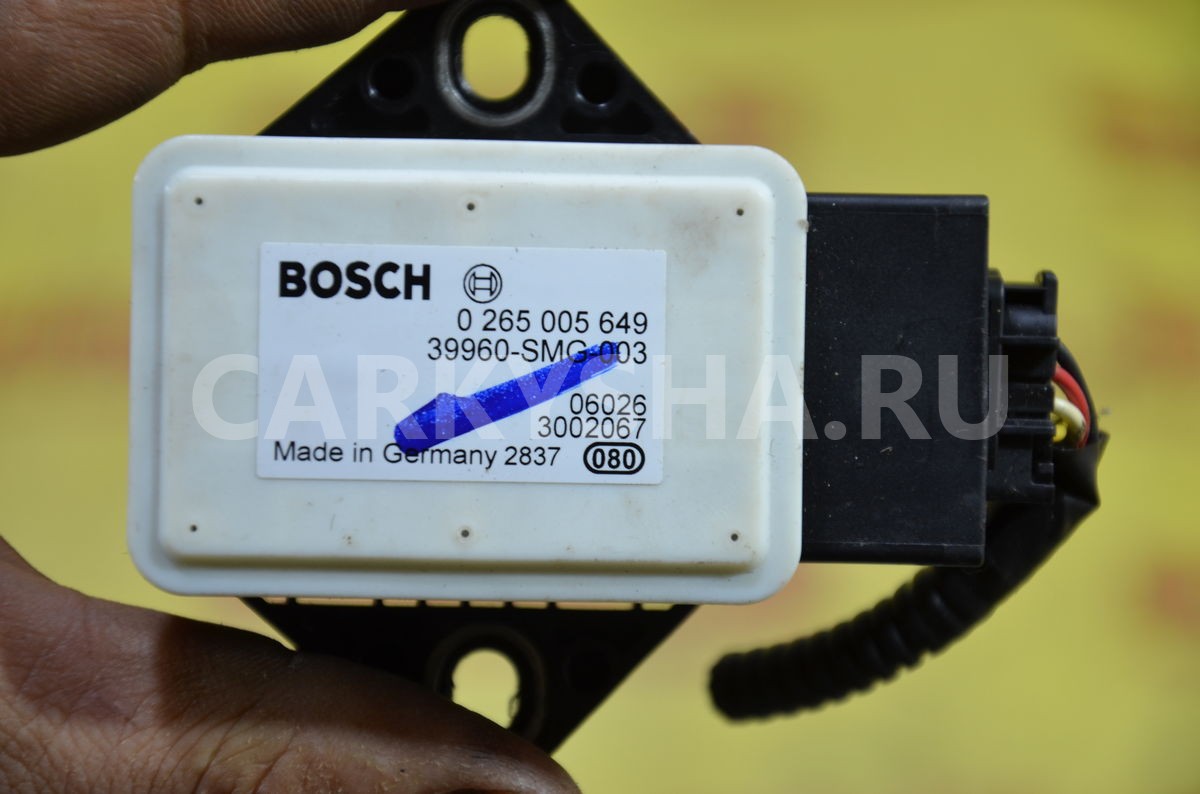 BOSCH
0 265 005 649
39960-SMG-003
CARKYSHA.RU
06026
3002067
Made in Germany 2837 080